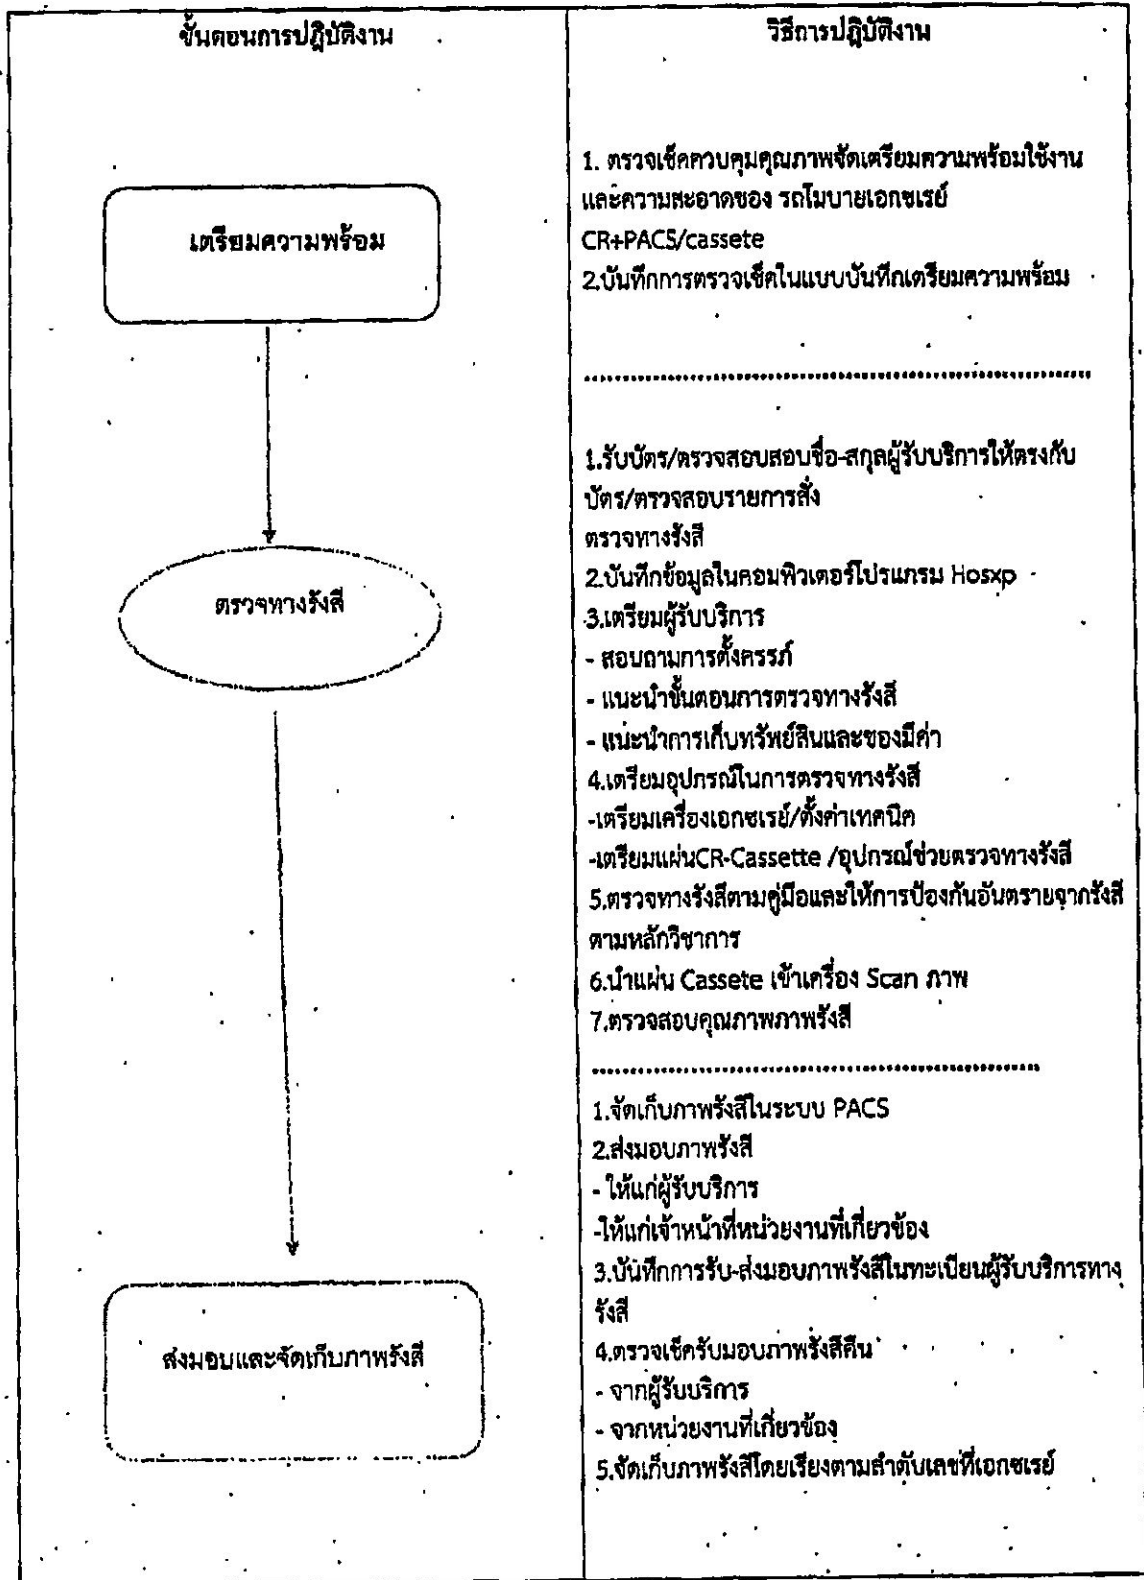 ขั้นตอนการปฏิบัติงาน
วิธีการปฏิบัติงาน
เตรียมความพร้อม
1. ตรวจเช็คควบคุมคุณภาพจัดเตรียมความพร้อมใช้งาน
และความสะอาดของ รถโมบายเอกซเรย์
CR+PACS/cassete
2.บันทึกการตรวจเช็คในแบบบันทึกเตรียมความพร้อม
ตรวจทางรังสี
1.รับบัตร/ตรวจสอบสอบชื่อ-สกุลผู้รับบริการให้ตรงกับ
บัตร/ตรวจสอบรายการสั่ง
ตรวจทางรังสี
2.บันทึกข้อมูลในคอมพิวเตอร์โปรแกรม Hosxp
3.เตรียมผู้รับบริการ
- สอบถามการตั้งครรภ์
- แนะนำขั้นตอนการตรวจทางรังสี
- แนะนำการเก็บทรัพย์สินและของมีค่า
4.เตรียมอุปกรณ์ในการตรวจทางรังสี
-เตรียมเครื่องเอกซเรย์/ตั้งค่าเทคนิค
-เตรียมแผ่นCR-Cassette /อุปกรณ์ช่วยตรวจทางรังสี
5.ตรวจทางรังสีตามคู่มือและให้การป้องกันอันตรายจากรังสี
ตามหลักวิชาการ
6.นำแผ่น Cassete เข้าเครื่อง Scan ภาพ
7.ตรวจสอบคุณภาพภาพรังสี
ส่งมอบและจัดเก็บภาพรังสี
1.จัดเก็บภาพรังสีในระบบ PACS
2.ส่งมอบภาพรังสี
- ให้แก่ผู้รับบริการ
-ให้แก่เจ้าหน้าที่หน่วยงานที่เกี่ยวข้อง
3.บันทึกการรับ-ส่งมอบภาพรังสีในทะเบียนผู้รับบริการทาง
รังสี
4.ตรวจเช็ครับมอบภาพรังสีคืน
- จากผู้รับบริการ
- จากหน่วยงานที่เกี่ยวข้อง
5.จัดเก็บภาพรังสีโดยเรียงตามลำดับเลขที่เอกซเรย์